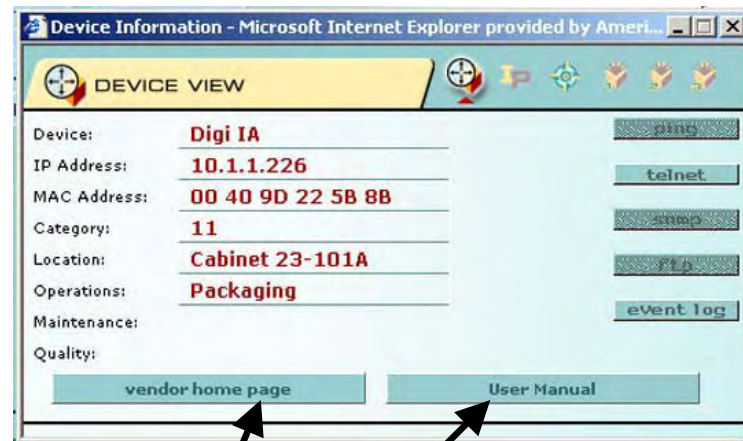 Device Information - Microsoft Internet Explorer provided by Ameri...
DEVICE VIEW
IP
Device: Digi IA
ping
IP Address: 10.1.1.226
telnet
MAC Address: 00 40 9D 22 5B 8B
Category: 11
snmp
Location: Cabinet 23-101A
ftp
Operations: Packaging
event log
Maintenance:
Quality:
vendor home page
User Manual